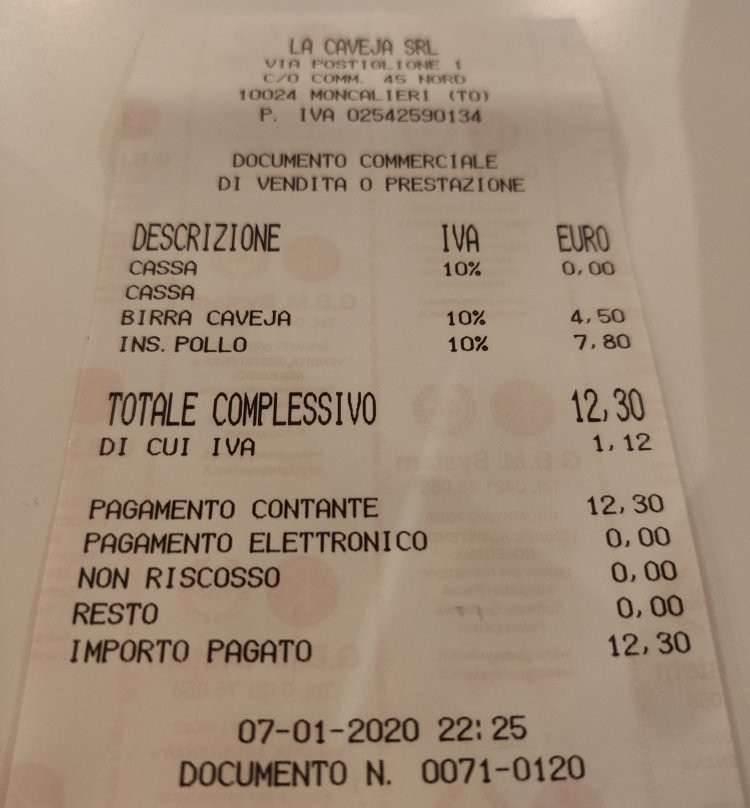 LA CAVEJA SRL
VIA POSTIGLIONE 1
C/O COMM. 45 NORD
10024 MONCALIERI (TO)
P. IVA 02542590134
DOCUMENTO COMMERCIALE
DI VENDITA O PRESTAZIONE
DESCRIZIONE IVA EURO
CASSA 10% 0,00
CASSA
BIRRA CAVEJA 10% 4,50
INS. POLLO 10% 7,80
TOTALE COMPLESSIVO 12,30
DI CUI IVA 1,12
PAGAMENTO CONTANTE 12,30
PAGAMENTO ELETTRONICO 0,00
NON RISCOSSO 0,00
RESTO 0,00
IMPORTO PAGATO 12,30
07-01-2020 22:25
DOCUMENTO N. 0071-0120
G.B.M. System